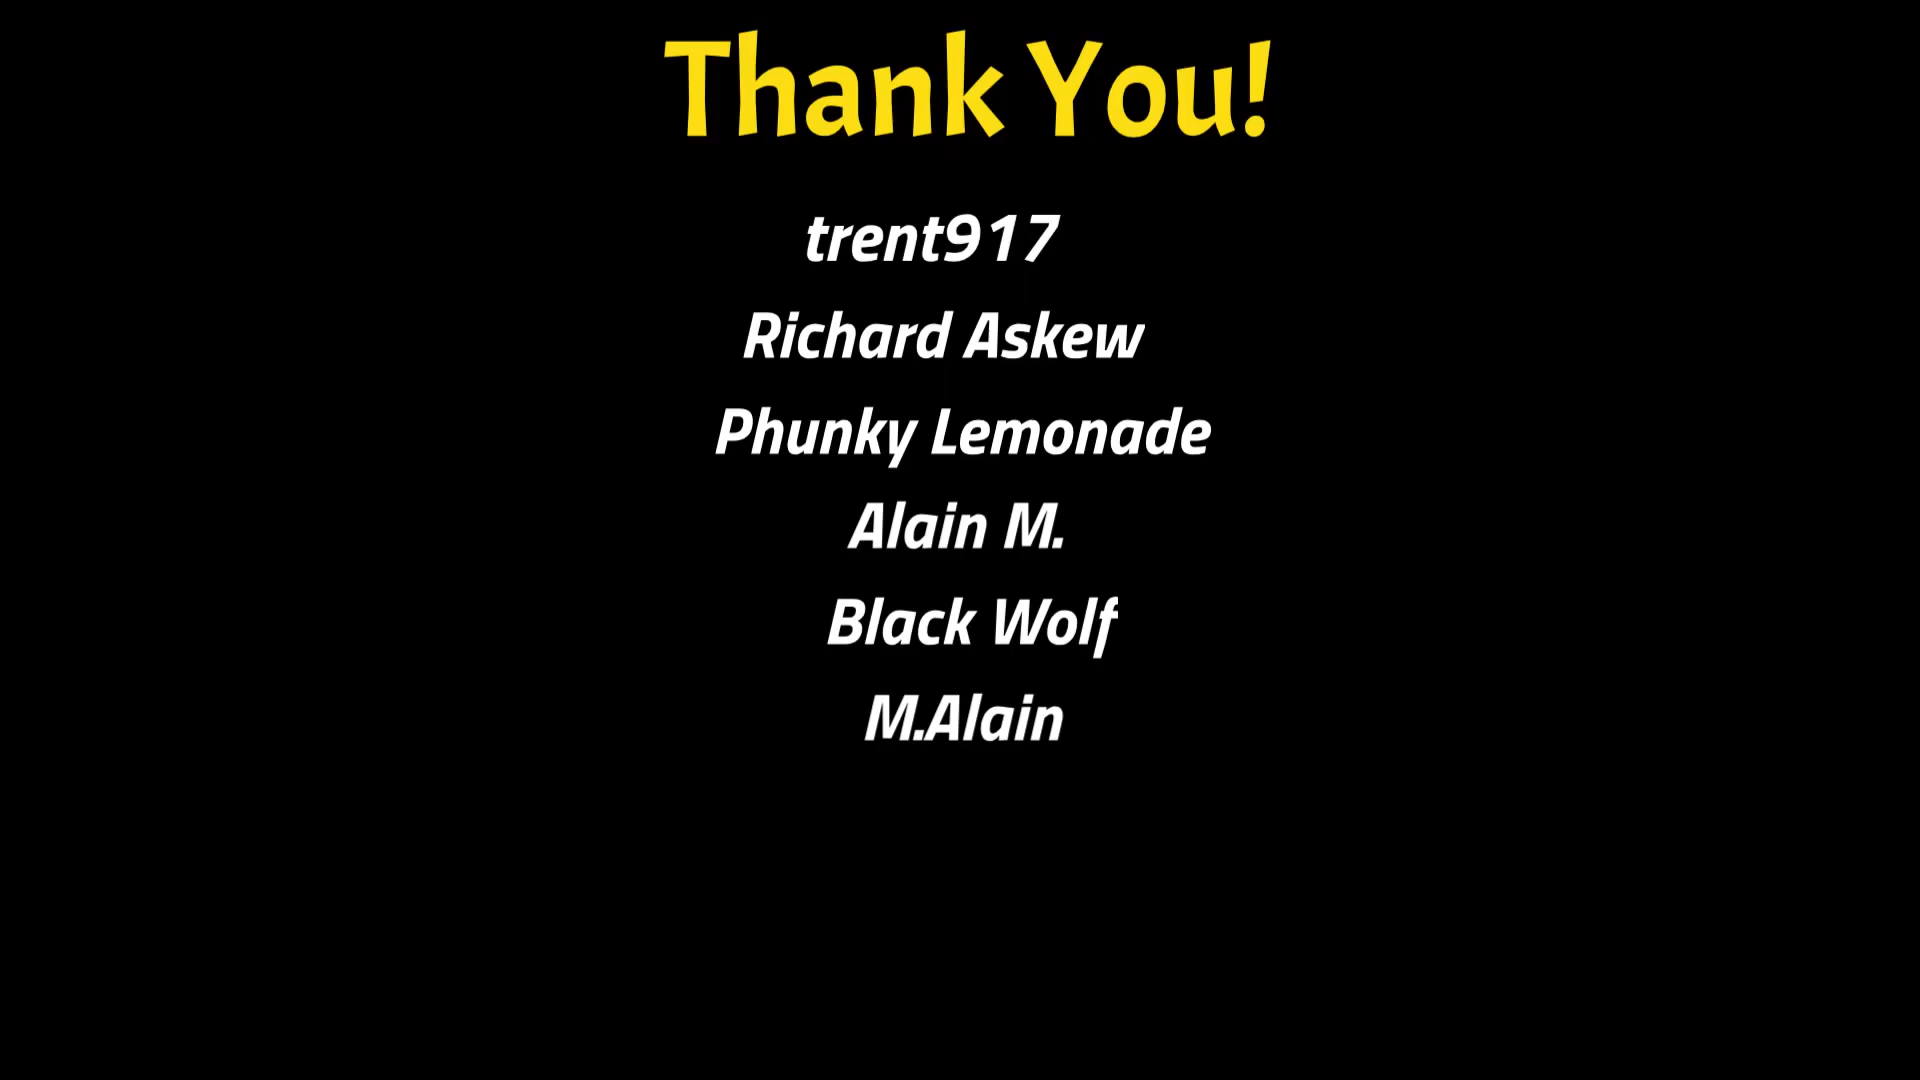 Thank You!
trent917
Richard Askew
Phunky Lemonade
Alain M.
Black Wolf
M.Alain